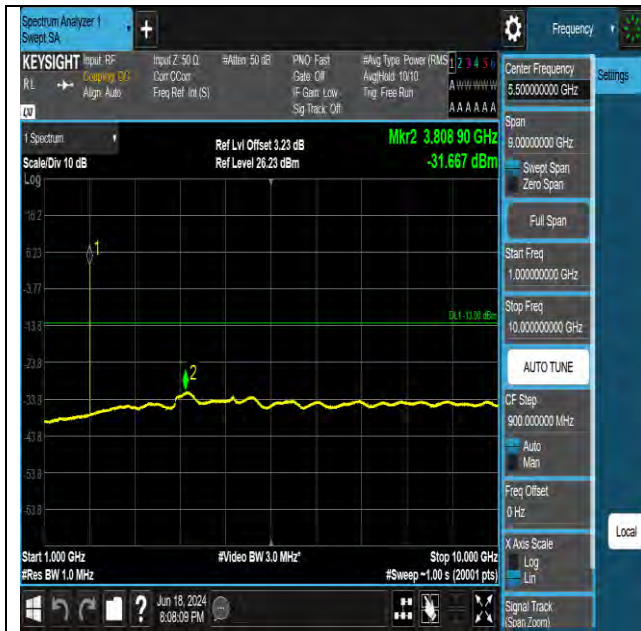 Spectrum Analyzer 1
Swept SA
+
Frequency
KEYSIGHT
RL
Input: RF
Coupling: DC
Align: Auto
Input Z: 50 Ω
Corr CCorr
Freq Ref: Int (S)
#Atten: 50 dB
PNO: Fast
Gate: Off
IF Gain: Low
Sig Track: Off
#Avg Type: Power (RMS)
Avg|Hold: 10/10
Trig: Free Run
1 2 3 4 5 6
A W W W W W
A A A A A A
1 Spectrum
Scale/Div 10 dB
Ref Lvl Offset 3.23 dB
Ref Level 26.23 dBm
Mkr2 3.808 90 GHz
-31.667 dBm
Log
16.2
6.23
-3.77
-13.8
-23.8
-33.8
-43.8
-53.8
-63.8
1
2
DL1 -13.00 dBm
Start 1.000 GHz
#Res BW 1.0 MHz
#Video BW 3.0 MHz*
Stop 10.000 GHz
#Sweep ~1.00 s (20001 pts)
Center Frequency
5.500000000 GHz
Settings
Span
9.00000000 GHz
Swept Span
Zero Span
Full Span
Start Freq
1.000000000 GHz
Stop Freq
10.00000000 GHz
AUTO TUNE
CF Step
900.000000 MHz
Auto
Man
Freq Offset
0 Hz
X Axis Scale
Log
Lin
Local
Signal Track
(Span Zoom)
?
Jun 18, 2024
8:08:09 PM